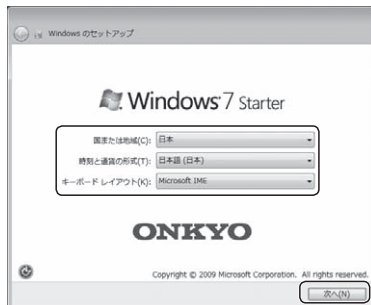 Windows のセットアップ
Windows 7 Starter
国または地域(C): 日本
時刻と通貨の形式(T): 日本語 (日本)
キーボード レイアウト(K): Microsoft IME
ONKYO
Copyright © 2009 Microsoft Corporation. All rights reserved.
次へ(N)